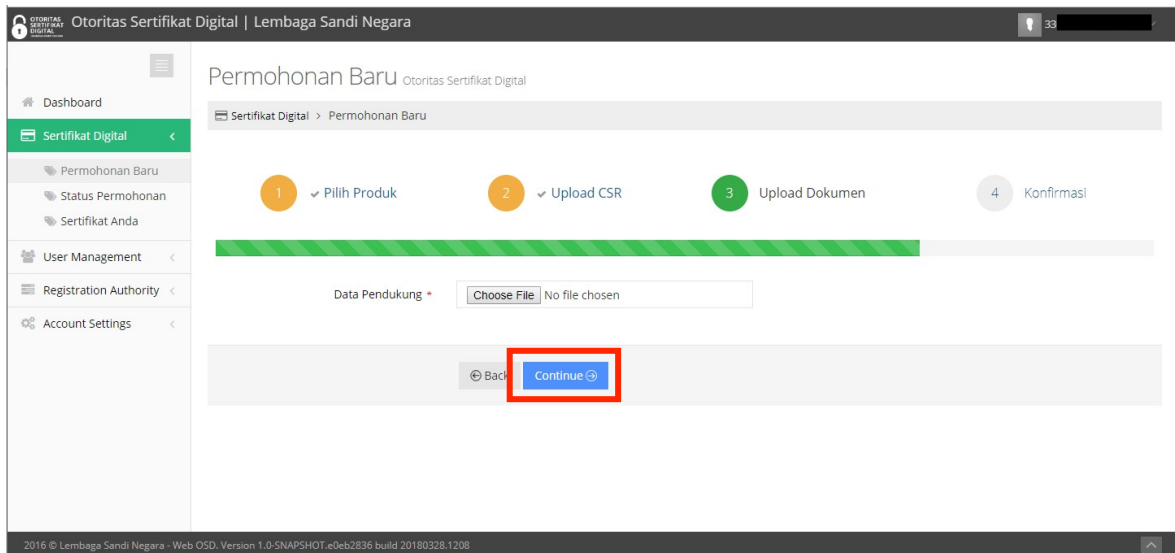 OTORITAS
SERTIFIKAT
DIGITAL
Otoritas Sertifikat Digital | Lembaga Sandi Negara
33
Permohonan Baru Otoritas Sertifikat Digital
Sertifikat Digital > Permohonan Baru
Dashboard
Sertifikat Digital
Permohonan Baru
Status Permohonan
Sertifikat Anda
User Management
Registration Authority
Account Settings
1 Pilih Produk
2 Upload CSR
3 Upload Dokumen
4 Konfirmasi
Data Pendukung * Choose File No file chosen
Back Continue
2016 © Lembaga Sandi Negara - Web OSD. Version 1.0-SNAPSHOT.e0eb2836 build 20180328.1208